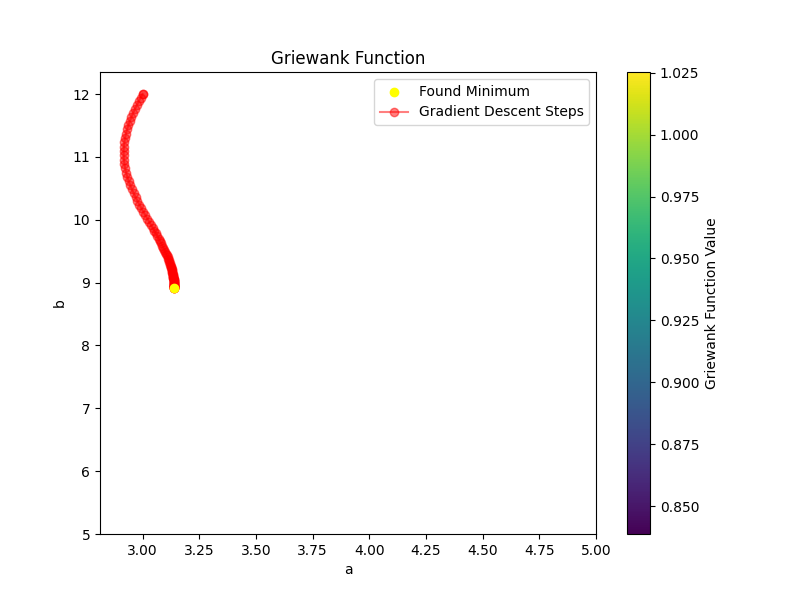 Griewank Function
Found Minimum
Gradient Descent Steps
12
11
10
9
8
7
6
5
b
3.00 3.25 3.50 3.75 4.00 4.25 4.50 4.75 5.00
a
1.025
1.000
0.975
0.950
0.925
0.900
0.875
0.850
Griewank Function Value